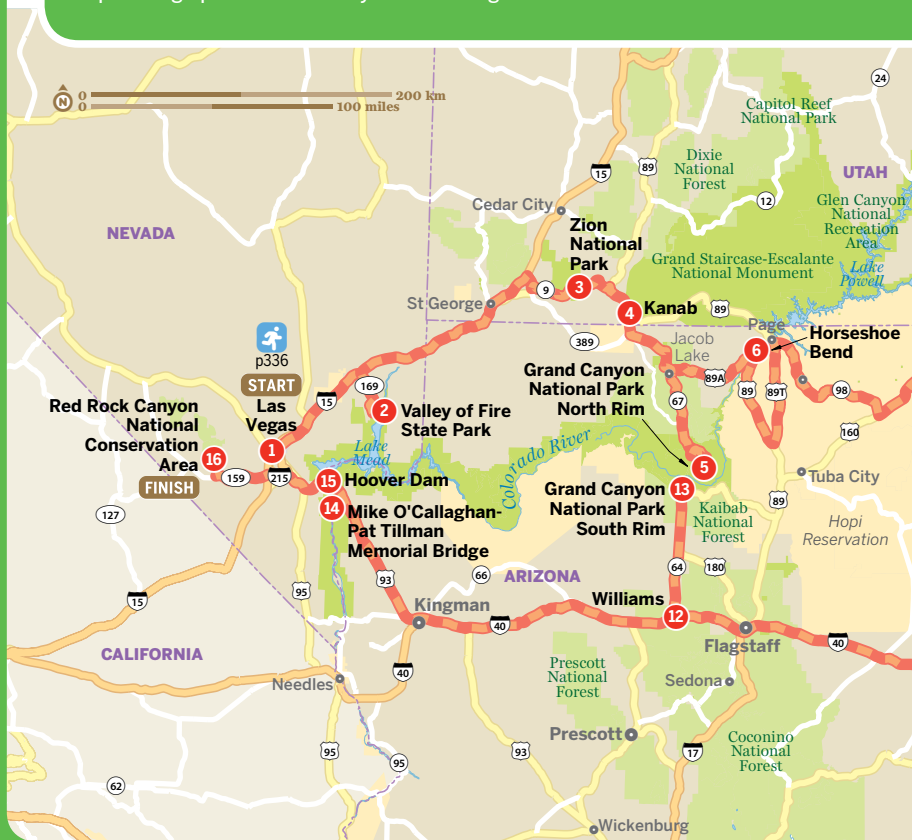 0 200 km
N 0 100 miles
24
Capitol Reef
National Park
Dixie
National
Forest
15
89
UTAH
12
Cedar City
Glen Canyon
National
Recreation
Area
NEVADA
Zion
National
Park
Grand Staircase-Escalante
National Monument
Lake
Powell
9
3
St George
4 Kanab
89
Page
Horseshoe
Bend
p336
389
Jacob
Lake
6
START
169
Grand Canyon
National Park
North Rim
89A
89
89T
98
15
67
Red Rock Canyon
National
Conservation
Area
Las
Vegas
2 Valley of Fire
State Park
160
16
1
Lake
Mead
Colorado River
5
FINISH
159
215
15 Hoover Dam
Tuba City
Grand Canyon
National Park
South Rim
13
14 Mike O'Callaghan-
Pat Tillman
Memorial Bridge
89
127
Kaibab
National
Forest
Hopi
Reservation
66
ARIZONA
64
180
93
95
15
Williams
12
Kingman
40
Flagstaff
40
CALIFORNIA
40
Prescott
National
Forest
Needles
Sedona
Prescott
95
93
17
Coconino
National
Forest
95
62
Wickenburg